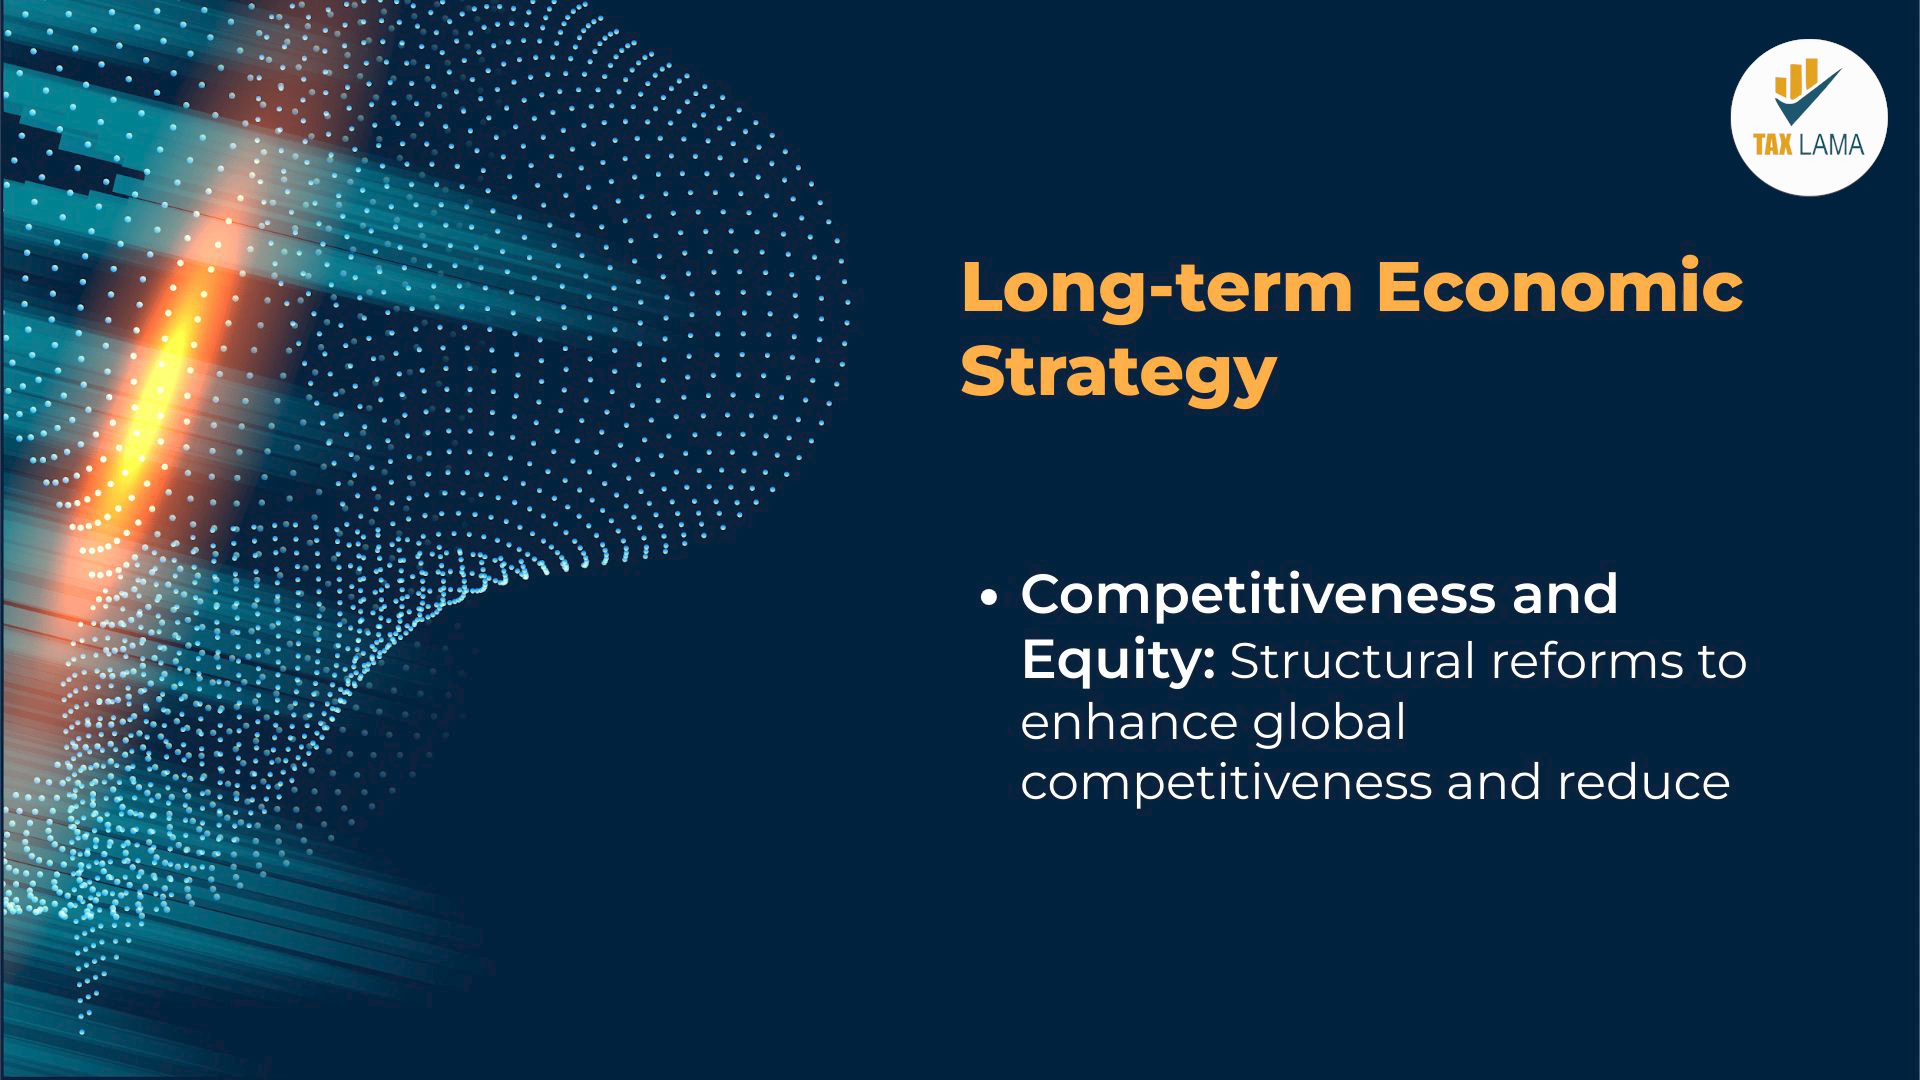 TAX LAMA
Long-term Economic
Strategy
• Competitiveness and
Equity: Structural reforms to
enhance global
competitiveness and reduce